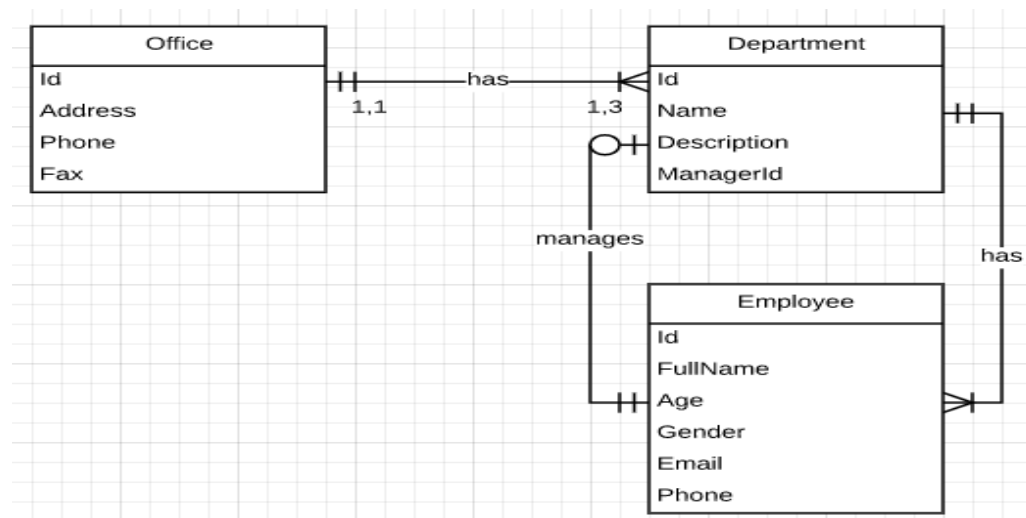 Office
Id
Address
Phone
Fax
has
1,1
1,3
Department
Id
Name
Description
ManagerId
manages
has
Employee
Id
FullName
Age
Gender
Email
Phone